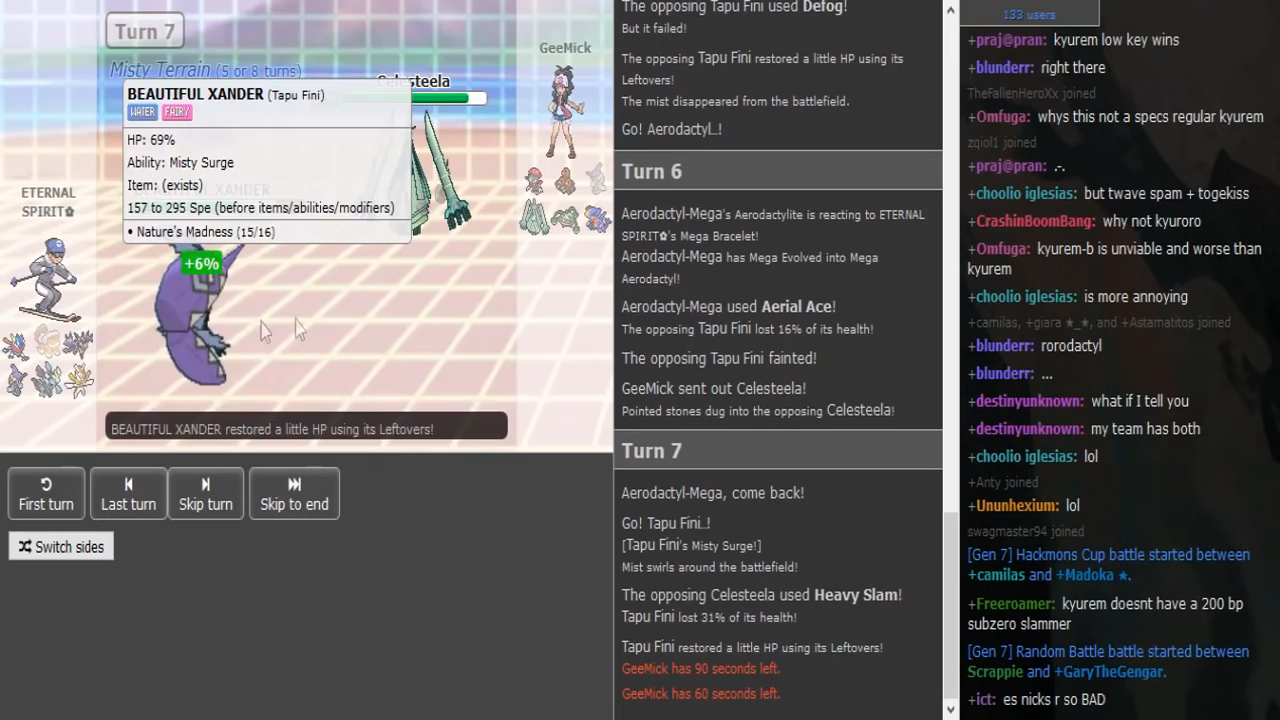 Turn 7
Misty Terrain (5 or 8 turns)
Celesteela
BEAUTIFUL XANDER (Tapu Fini)
WATER FAIRY
HP: 69%
Ability: Misty Surge
Item: (exists)
157 to 295 Spe (before items/abilities/modifiers)
• Nature's Madness (15/16)
+6%
ETERNAL
SPIRIT✿
GeeMick
BEAUTIFUL XANDER restored a little HP using its Leftovers!
First turn
Last turn
Skip turn
Skip to end
Switch sides
The opposing Tapu Fini used Defog!
But it failed!
The opposing Tapu Fini restored a little HP using its
Leftovers!
The mist disappeared from the battlefield.
Go! Aerodactyl..!
Turn 6
Aerodactyl-Mega's Aerodactylite is reacting to ETERNAL
SPIRIT✿'s Mega Bracelet!
Aerodactyl-Mega has Mega Evolved into Mega
Aerodactyl!
Aerodactyl-Mega used Aerial Ace!
The opposing Tapu Fini lost 16% of its health!
The opposing Tapu Fini fainted!
GeeMick sent out Celesteela!
Pointed stones dug into the opposing Celesteela!
Turn 7
Aerodactyl-Mega, come back!
Go! Tapu Fini..!
[Tapu Fini's Misty Surge!]
Mist swirls around the battlefield!
The opposing Celesteela used Heavy Slam!
Tapu Fini lost 31% of its health!
Tapu Fini restored a little HP using its Leftovers!
GeeMick has 90 seconds left.
GeeMick has 60 seconds left.
133 users
+praj@pran: kyurem low key wins
+blunderr: right there
TheFallenHeroXx joined
+Omfuga: whys this not a specs regular kyurem
zqiol1 joined
+praj@pran: .-.
+choolio iglesias: but twave spam + togekiss
+CrashinBoomBang: why not kyuroro
+Omfuga: kyurem-b is unviable and worse than
kyurem
+choolio iglesias: is more annoying
+camilas, +giara ★_★, and +Astamatitos joined
+blunderr: rorodactyl
+blunderr: ...
+destinyunknown: what if I tell you
+destinyunknown: my team has both
+choolio iglesias: lol
+Anty joined
+Ununhexium: lol
swagmaster94 joined
[Gen 7] Hackmons Cup battle started between
+camilas and +Madoka ★.
+Freeroamer: kyurem doesnt have a 200 bp
subzero slammer
[Gen 7] Random Battle battle started between
Scrappie and +GaryTheGengar.
+ict: es nicks r so BAD